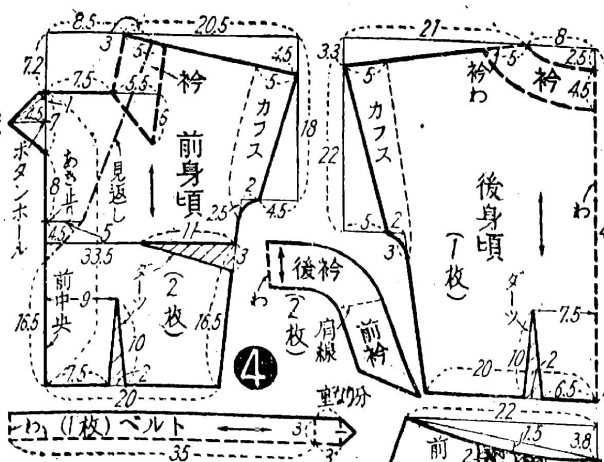 8.5
20.5
3
5
4.5
7.2
7.5
5.5
衿
5
5
カフス
18
1
4.5
7
ボタンホール
8
あき止
見返し
前身頃
2.5
2
4.5
4.5
5
33.5
11
3
前中央
9
ダーツ
(2枚)
16.5
10
16.5
7.5
2
20
21
8
3.3
5
5
2.5
衿
4.5
衿わ
カフス
22
後身頃
(1枚)
わ
5
2
3
ダーツ
7.5
20
10
2
6.5
後衿
わ
(2枚)
肩線
前衿
4
重なり分
わ
(1枚)ベルト
3
35
3
22
前
1.5
3.8
2